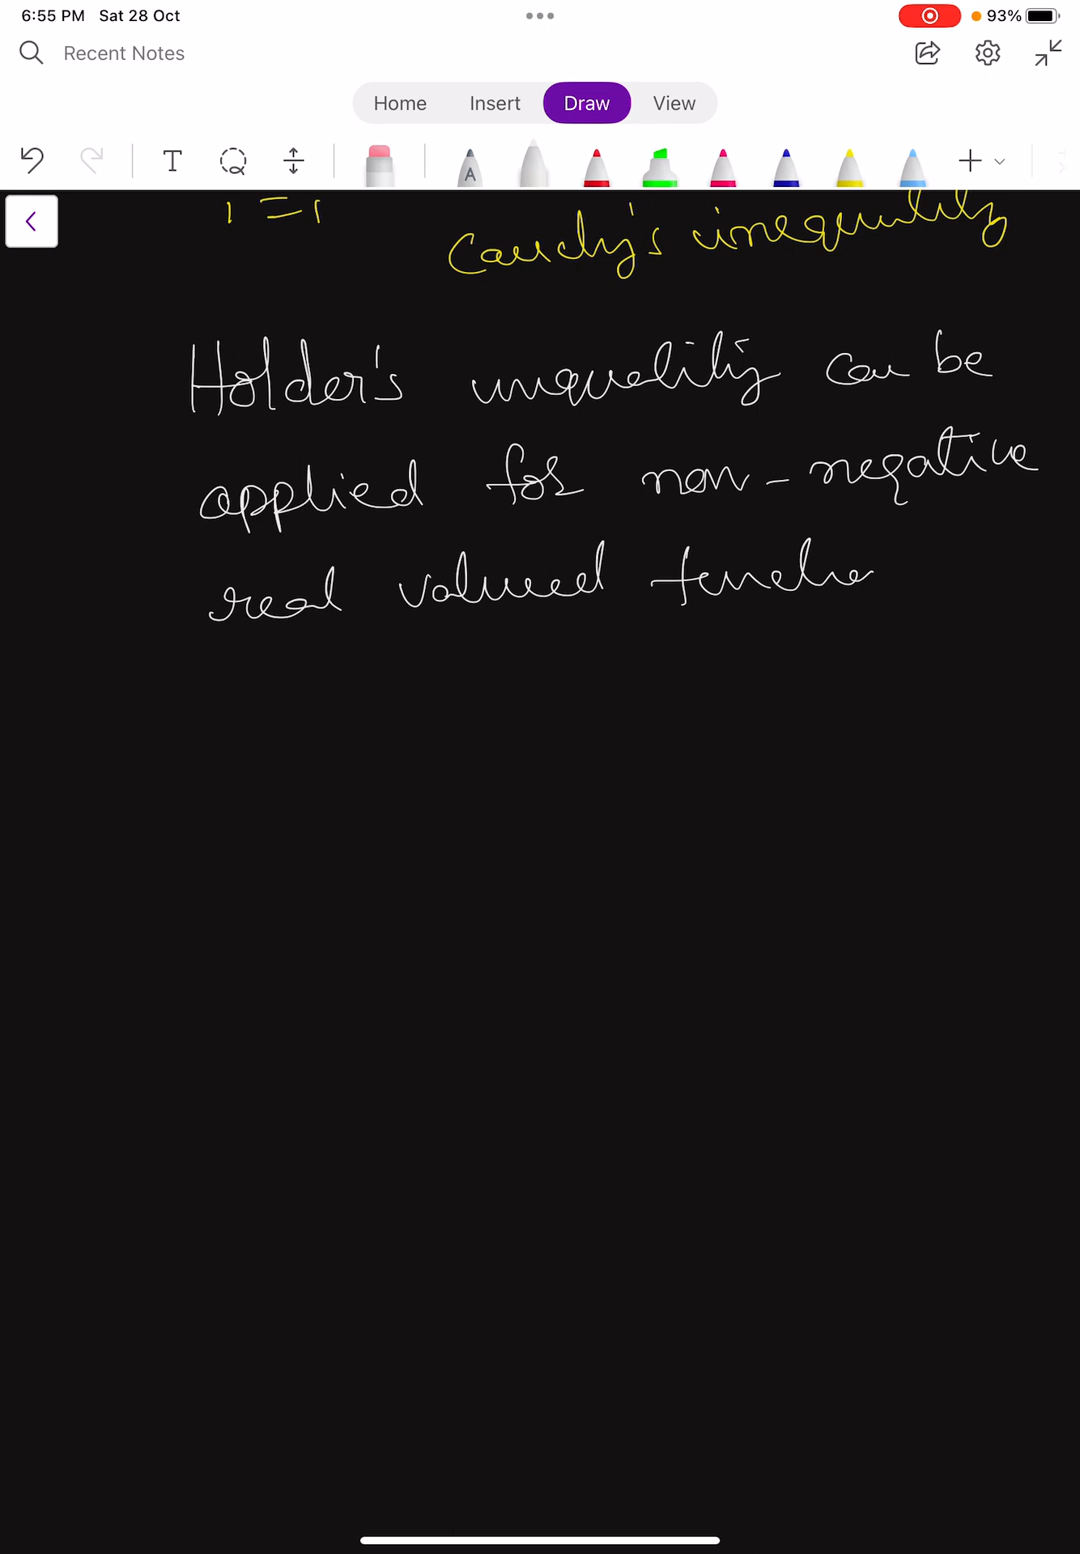 6:55 PM Sat 28 Oct
93%
Recent Notes
Home Insert Draw View
T
A
i=1
Cauchy's inequality
Holder's inequality can be
applied for non-negative
real valued